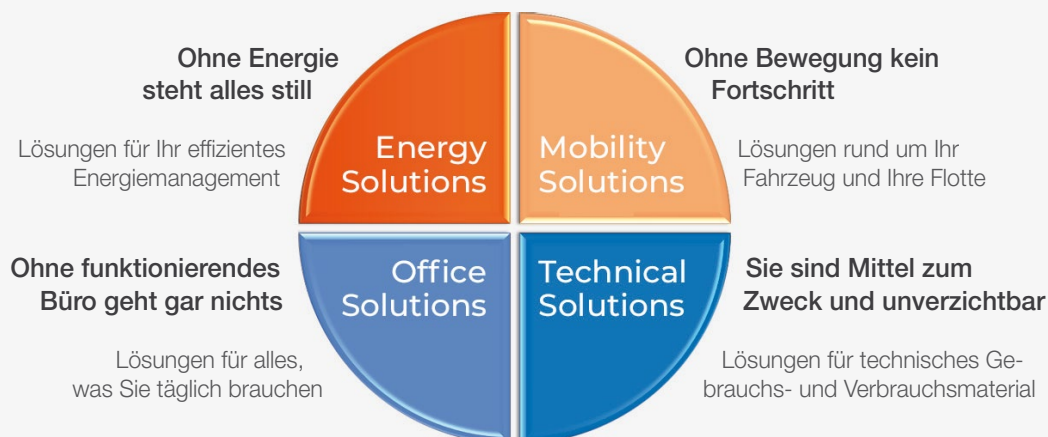 Ohne Energie
steht alles still
Lösungen für Ihr effizientes
Energiemanagement
Energy
Solutions
Mobility
Solutions
Ohne Bewegung kein
Fortschritt
Lösungen rund um Ihr
Fahrzeug und Ihre Flotte
Ohne funktionierendes
Büro geht gar nichts
Lösungen für alles,
was Sie täglich brauchen
Office
Solutions
Technical
Solutions
Sie sind Mittel zum
Zweck und unverzichtbar
Lösungen für technisches Ge-
brauchs- und Verbrauchsmaterial